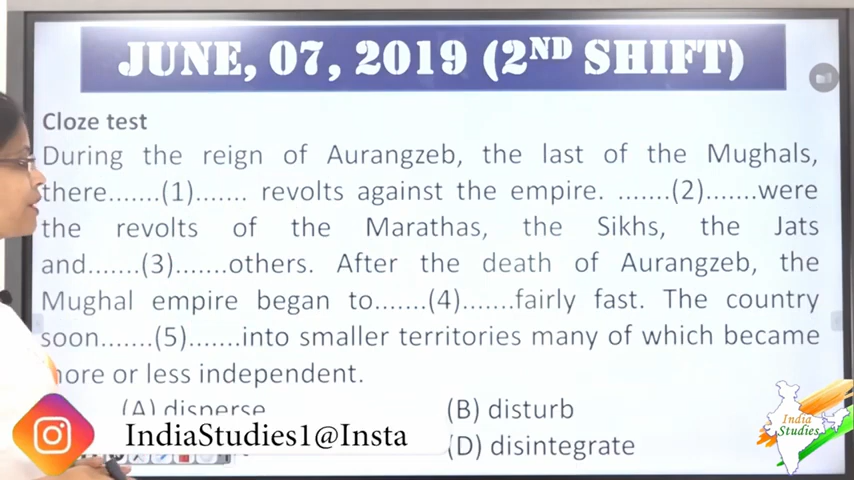 JUNE, 07, 2019 (2ND SHIFT)
Cloze test
During the reign of Aurangzeb, the last of the Mughals,
there.......(1)....... revolts against the empire. .......(2).......were
the revolts of the Marathas, the Sikhs, the Jats
and.......(3).......others. After the death of Aurangzeb, the
Mughal empire began to.......(4).......fairly fast. The country
soon.......(5).......into smaller territories many of which became
more or less independent.
(A) disperse (B) disturb
(D) disintegrate
IndiaStudies1@Insta
India
Studies